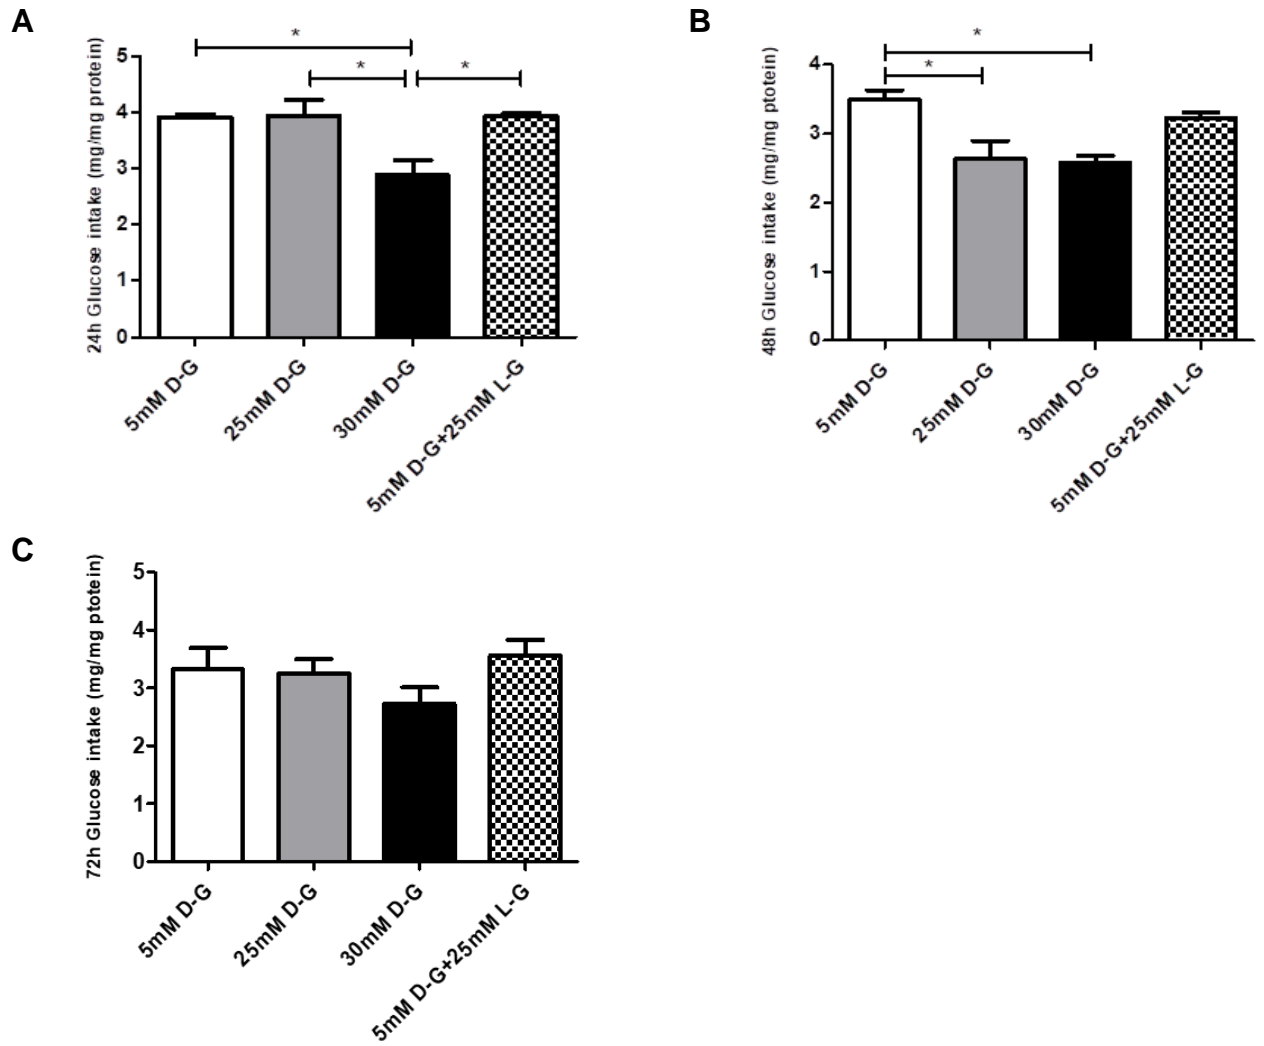 A
24h Glucose intake (mg/mg protein)
5
4
3
2
1
0
*
*
*
5mM D-G
25mM D-G
30mM D-G
5mM D-G+25mM L-G
B
48h Glucose intake (mg/mg ptotein)
4
3
2
1
0
*
*
5mM D-G
25mM D-G
30mM D-G
5mM D-G+25mM L-G
C
72h Glucose intake (mg/mg ptotein)
5
4
3
2
1
0
5mM D-G
25mM D-G
30mM D-G
5mM D-G+25mM L-G